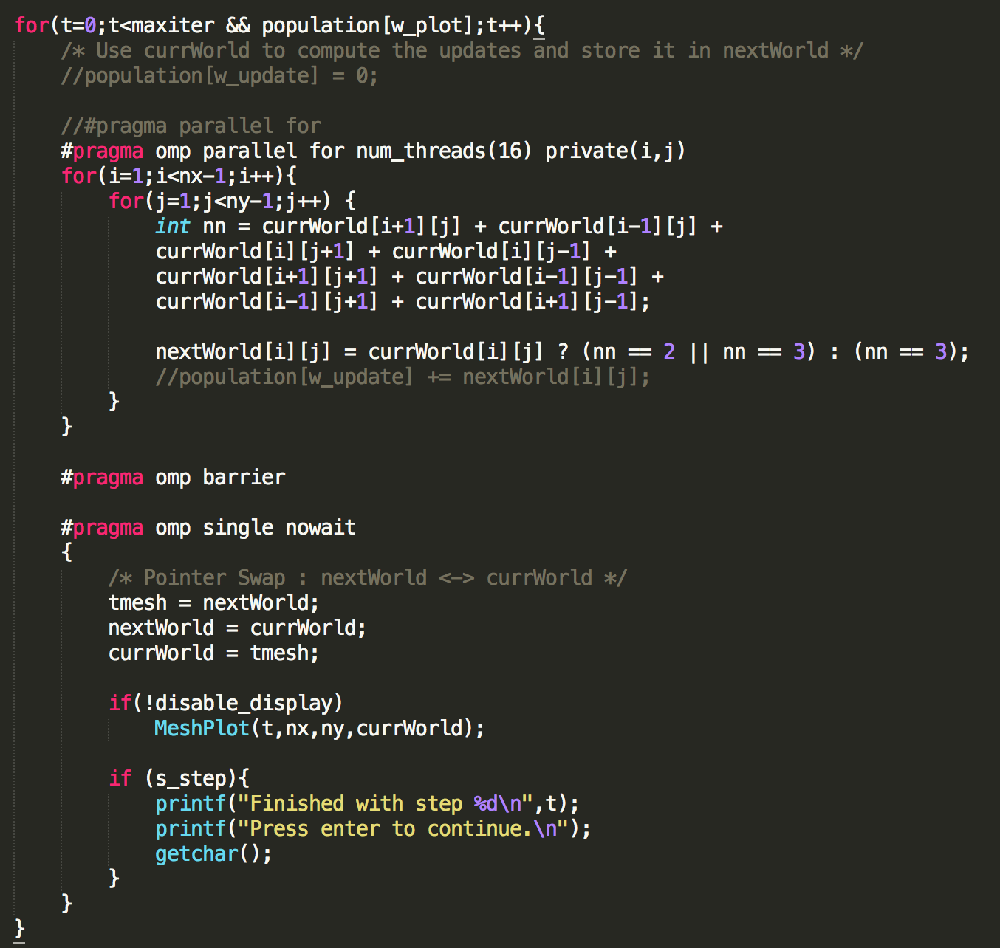 for(t=0;t<maxiter && population[w_plot];t++){
/* Use currWorld to compute the updates and store it in nextWorld */
//population[w_update] = 0;
//#pragma parallel for
#pragma omp parallel for num_threads(16) private(i,j)
for(i=1;i<nx-1;i++){
for(j=1;j<ny-1;j++) {
int nn = currWorld[i+1][j] + currWorld[i-1][j] +
currWorld[i][j+1] + currWorld[i][j-1] +
currWorld[i+1][j+1] + currWorld[i-1][j-1] +
currWorld[i-1][j+1] + currWorld[i+1][j-1];
nextWorld[i][j] = currWorld[i][j] ? (nn == 2 || nn == 3) : (nn == 3);
//population[w_update] += nextWorld[i][j];
}
}
#pragma omp barrier
#pragma omp single nowait
{
/* Pointer Swap : nextWorld <-> currWorld */
tmesh = nextWorld;
nextWorld = currWorld;
currWorld = tmesh;
if(!disable_display)
MeshPlot(t,nx,ny,currWorld);
if (s_step){
printf("Finished with step %d\n",t);
printf("Press enter to continue.\n");
getchar();
}
}
}